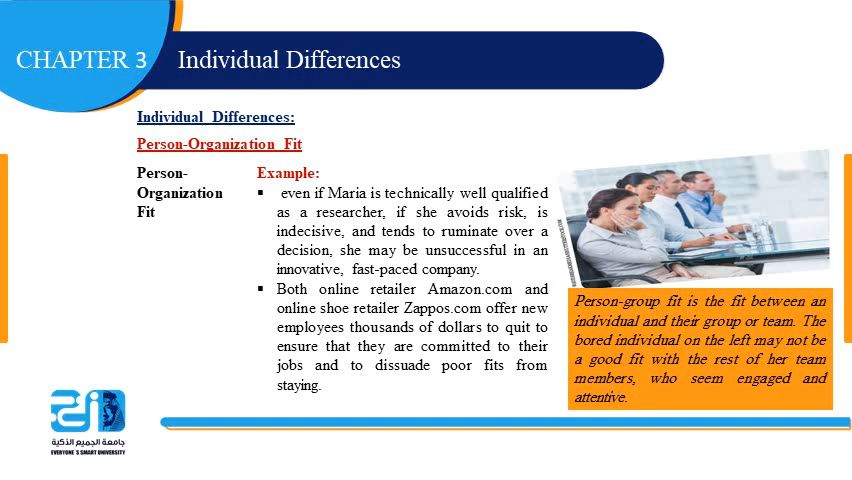 CHAPTER 3
Individual Differences
Individual Differences:
Person-Organization Fit
Person-
Organization
Fit
Example:
▪ even if Maria is technically well qualified
as a researcher, if she avoids risk, is
indecisive, and tends to ruminate over a
decision, she may be unsuccessful in an
innovative, fast-paced company.
▪ Both online retailer Amazon.com and
online shoe retailer Zappos.com offer new
employees thousands of dollars to quit to
ensure that they are committed to their
jobs and to dissuade poor fits from
staying.
Person-group fit is the fit between an
individual and their group or team. The
bored individual on the left may not be
a good fit with the rest of her team
members, who seem engaged and
attentive.
جامعة الجميع الذكية
EVERYONE`S SMART UNIVERSITY